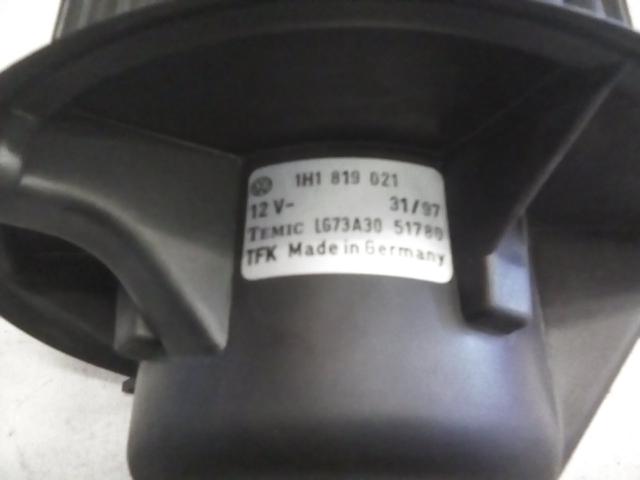 1H1 819 021
12 V- 31/97
TEMIC LG73A30 51780
TFK Made in Germany